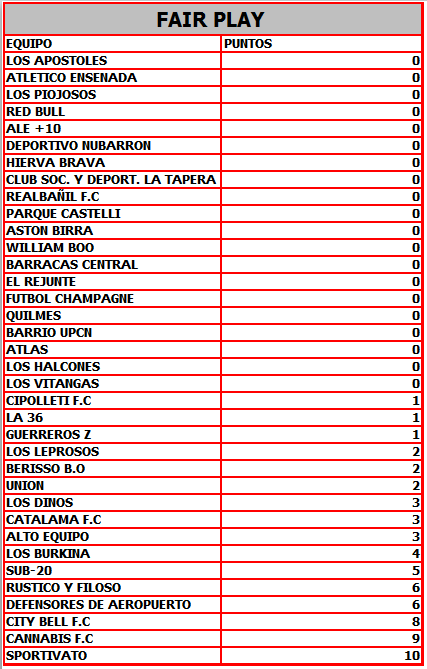 FAIR PLAY
EQUIPO PUNTOS
LOS APOSTOLES 0
ATLETICO ENSENADA 0
LOS PIOJOSOS 0
RED BULL 0
ALE +10 0
DEPORTIVO NUBARRON 0
HIERVA BRAVA 0
CLUB SOC. Y DEPORT. LA TAPERA 0
REALBAÑIL F.C 0
PARQUE CASTELLI 0
ASTON BIRRA 0
WILLIAM BOO 0
BARRACAS CENTRAL 0
EL REJUNTE 0
FUTBOL CHAMPAGNE 0
QUILMES 0
BARRIO UPCN 0
ATLAS 0
LOS HALCONES 0
LOS VITANGAS 0
CIPOLLETI F.C 1
LA 36 1
GUERREROS Z 1
LOS LEPROSOS 2
BERISSO B.O 2
UNION 2
LOS DINOS 3
CATALAMA F.C 3
ALTO EQUIPO 3
LOS BURKINA 4
SUB-20 5
RUSTICO Y FILOSO 6
DEFENSORES DE AEROPUERTO 6
CITY BELL F.C 8
CANNABIS F.C 9
SPORTIVATO 10